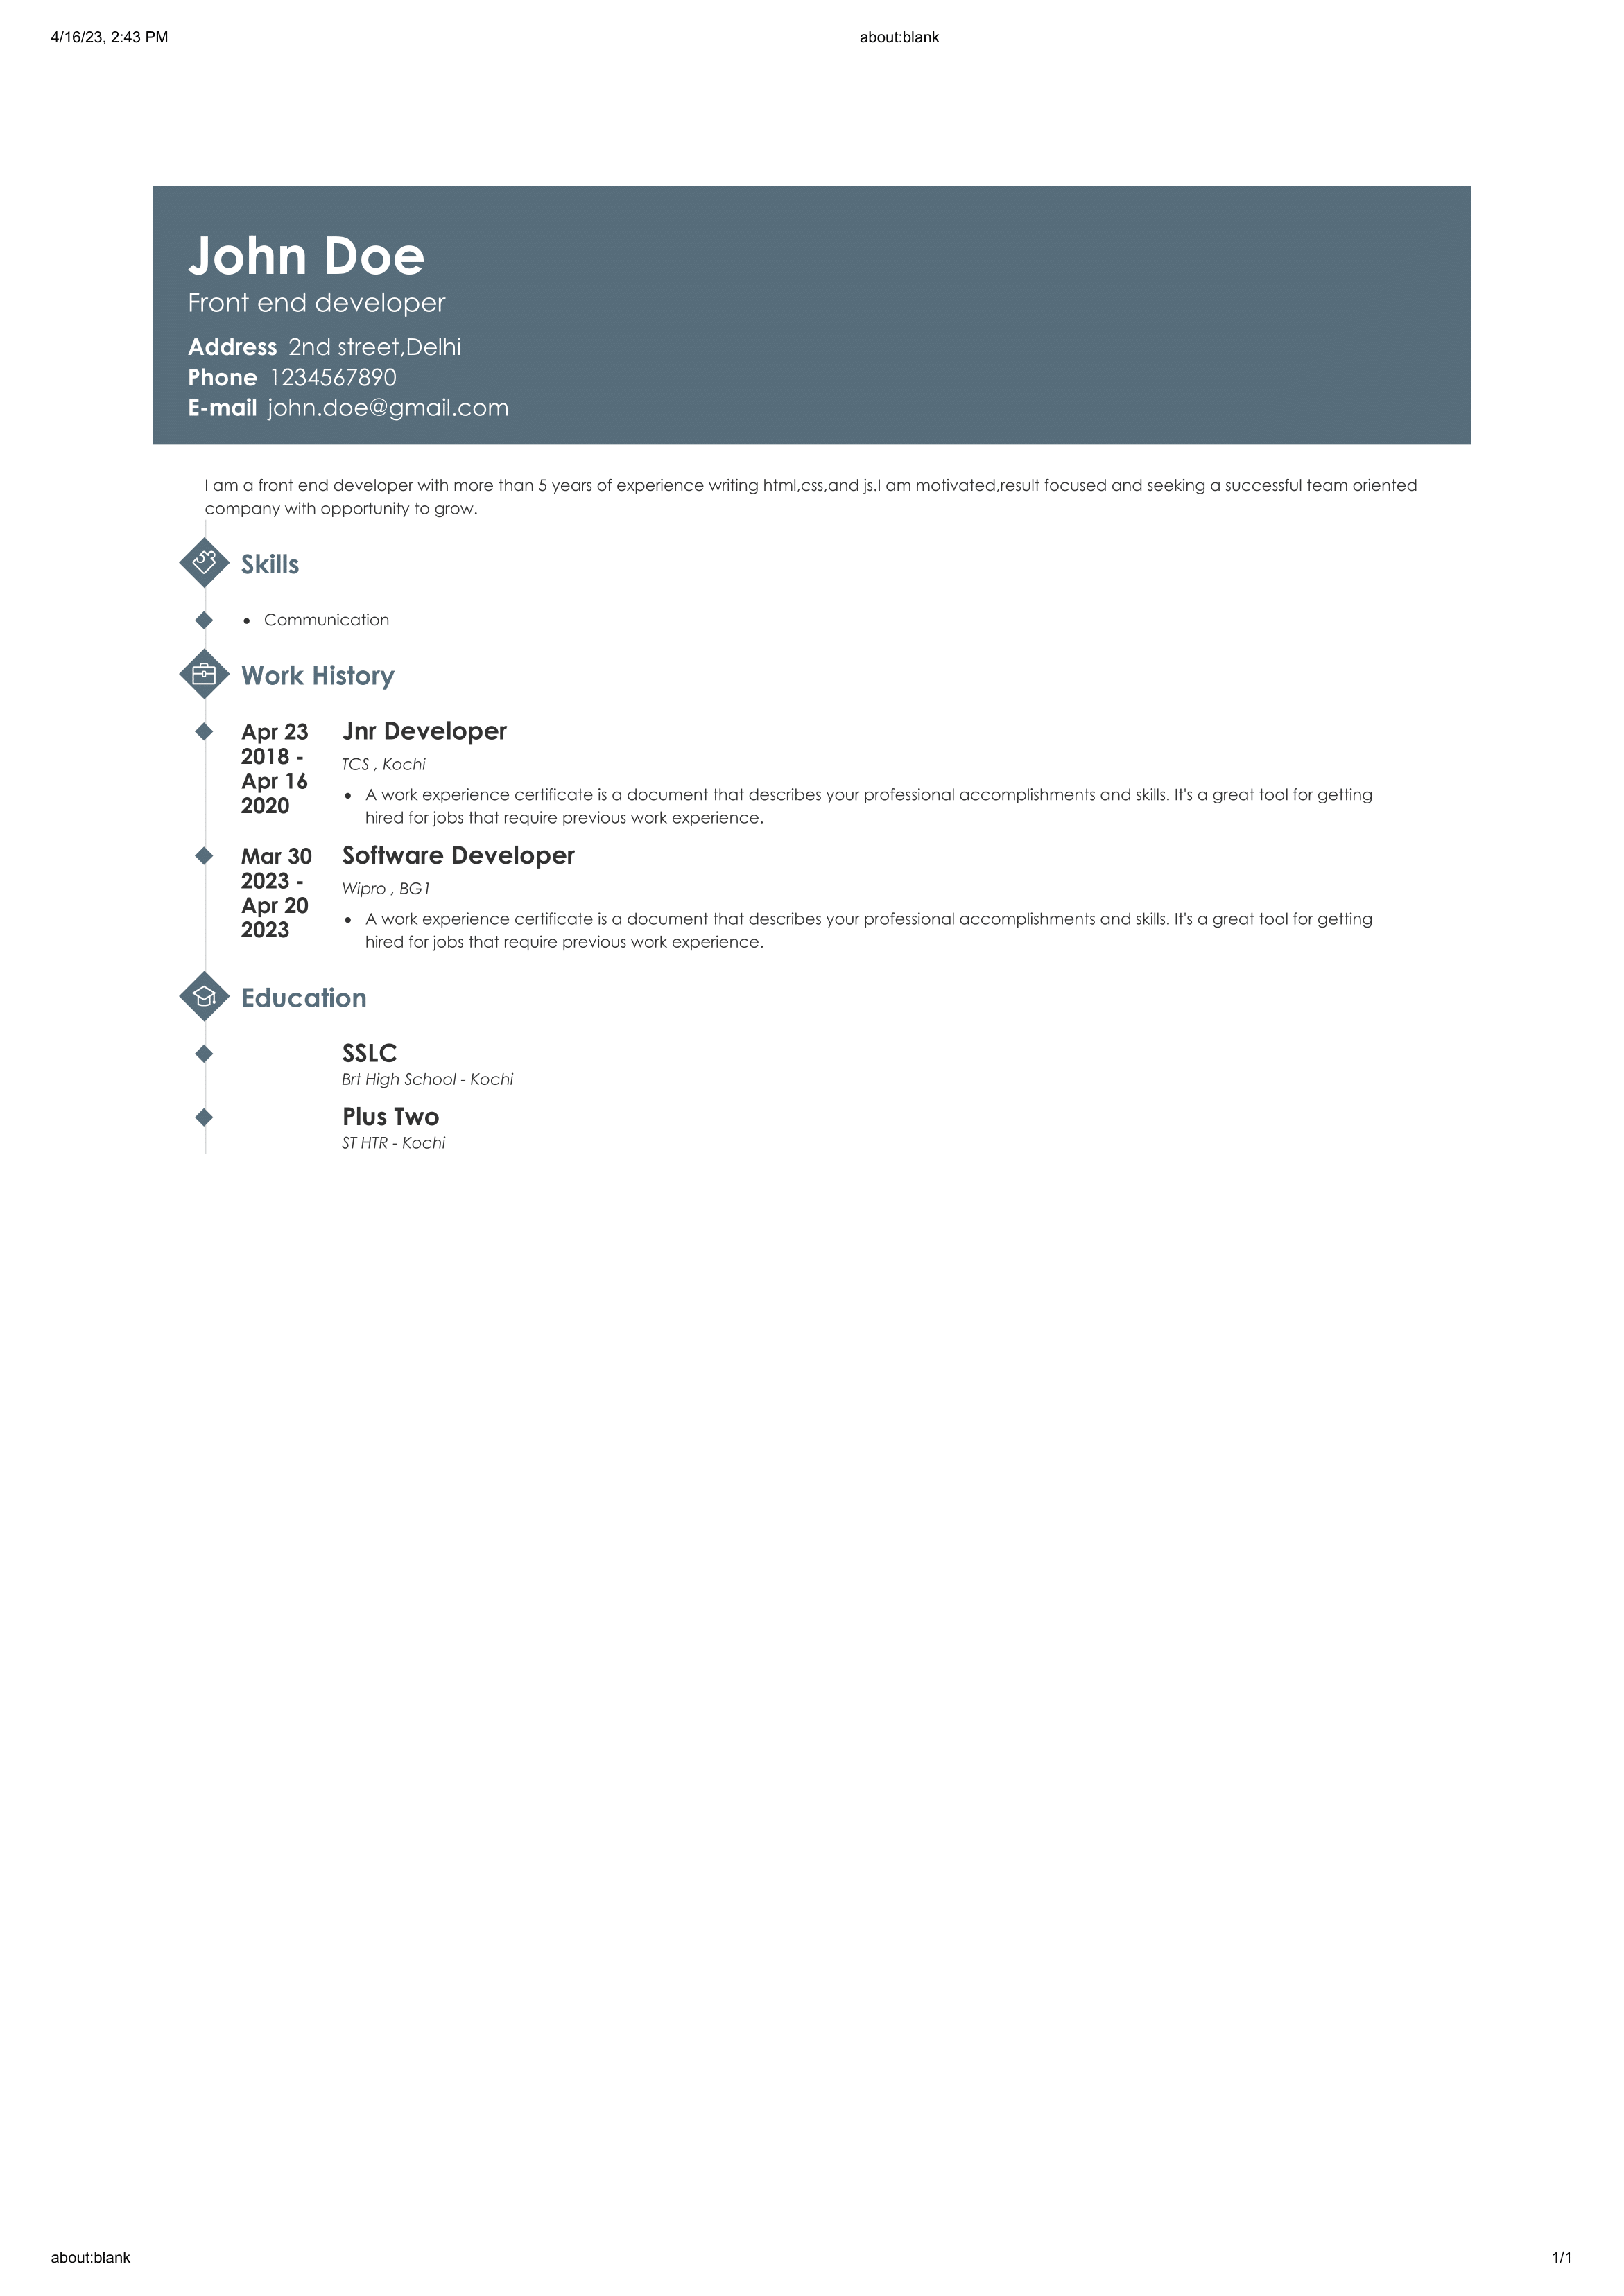 4/16/23, 2:43 PM about:blank
John Doe
Front end developer
Address 2nd street,Delhi
Phone 1234567890
E-mail john.doe@gmail.com
I am a front end developer with more than 5 years of experience writing html,css,and js.I am motivated,result focused and seeking a successful team oriented
company with opportunity to grow.
Skills
• Communication
Work History
Apr 23
2018 -
Apr 16
2020
Jnr Developer
TCS , Kochi
• A work experience certificate is a document that describes your professional accomplishments and skills. It's a great tool for getting
hired for jobs that require previous work experience.
Mar 30
2023 -
Apr 20
2023
Software Developer
Wipro , BG1
• A work experience certificate is a document that describes your professional accomplishments and skills. It's a great tool for getting
hired for jobs that require previous work experience.
Education
SSLC
Brt High School - Kochi
Plus Two
ST HTR - Kochi
about:blank 1/1